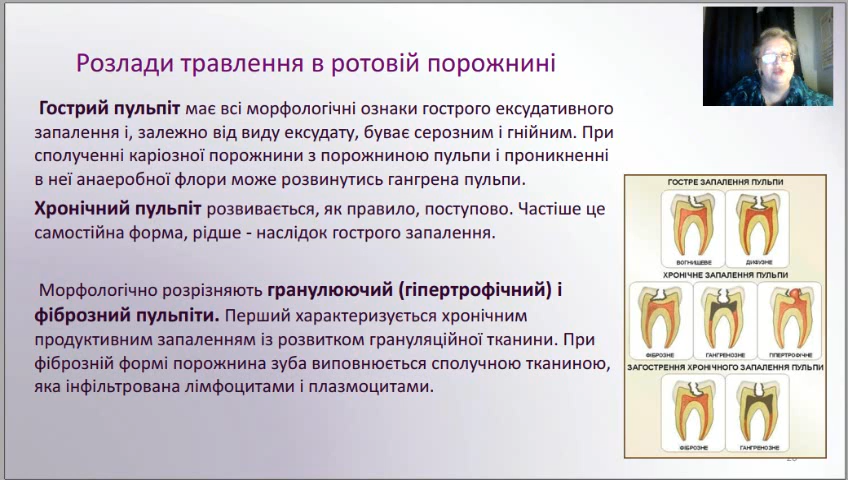 Розлади травлення в ротовій порожнині
Гострий пульпіт має всі морфологічні ознаки гострого ексудативного
запалення і, залежно від виду ексудату, буває серозним і гнійним. При
сполученні каріозної порожнини з порожниною пульпи і проникненні
в неї анаеробної флори може розвинутись гангрена пульпи.
Хронічний пульпіт розвивається, як правило, поступово. Частіше це
самостійна форма, рідше - наслідок гострого запалення.
Морфологічно розрізняють гранулюючий (гіпертрофічний) і
фіброзний пульпіти. Перший характеризується хронічним
продуктивним запаленням із розвитком грануляційної тканини. При
фіброзній формі порожнина зуба виповнюється сполучною тканиною,
яка інфільтрована лімфоцитами і плазмоцитами.
ГОСТРЕ ЗАПАЛЕННЯ ПУЛЬПИ
ВОГНИЩЕВЕ ДИФУЗНЕ
ХРОНІЧНЕ ЗАПАЛЕННЯ ПУЛЬПИ
ФІБРОЗНЕ ГАНГРЕНОЗНЕ ГІПЕРТРОФІЧНЕ
ЗАГОСТРЕННЯ ХРОНІЧНОГО ЗАПАЛЕННЯ ПУЛЬПИ
ФІБРОЗНЕ ГАНГРЕНОЗНЕ